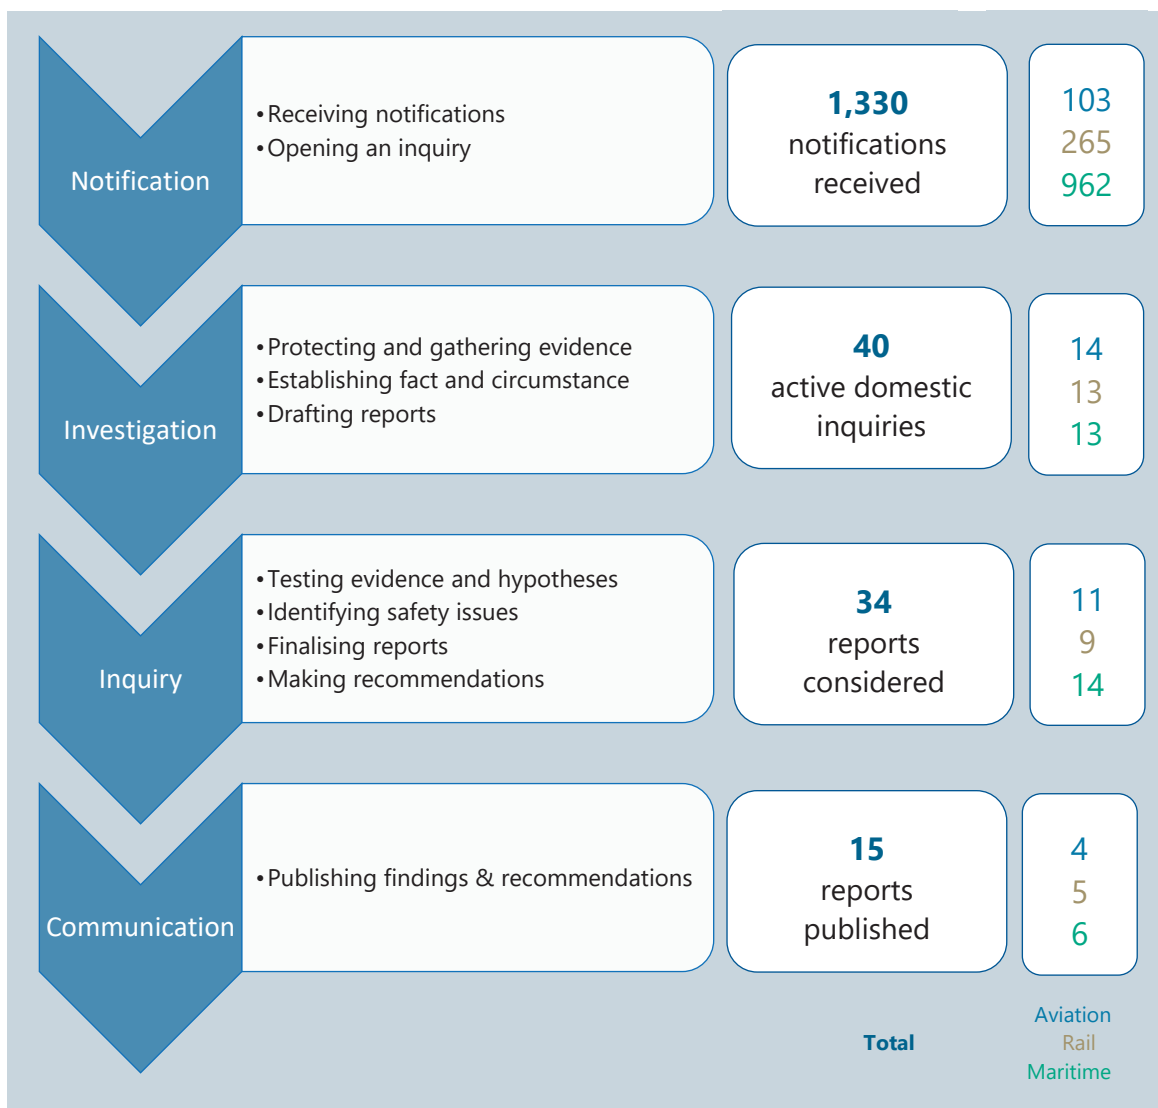 Notification
• Receiving notifications
• Opening an inquiry
1,330
notifications
received
103
265
962
Investigation
• Protecting and gathering evidence
• Establishing fact and circumstance
• Drafting reports
40
active domestic
inquiries
14
13
13
Inquiry
• Testing evidence and hypotheses
• Identifying safety issues
• Finalising reports
• Making recommendations
34
reports
considered
11
9
14
Communication
• Publishing findings & recommendations
15
reports
published
4
5
6
Total
Aviation
Rail
Maritime